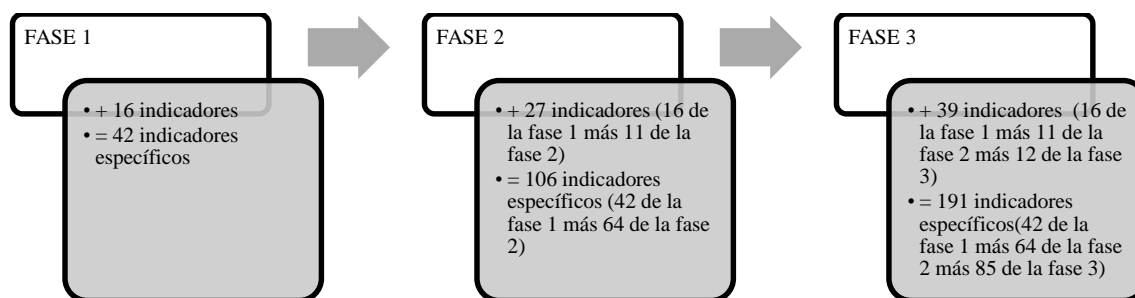 FASE 1
• + 16 indicadores
• = 42 indicadores
específicos
FASE 2
• + 27 indicadores (16 de
la fase 1 más 11 de la
fase 2)
• = 106 indicadores
específicos (42 de la
fase 1 más 64 de la fase
2)
FASE 3
• + 39 indicadores (16 de
la fase 1 más 11 de la
fase 2 más 12 de la fase
3)
• = 191 indicadores
específicos(42 de la
fase 1 más 64 de la fase
2 más 85 de la fase 3)